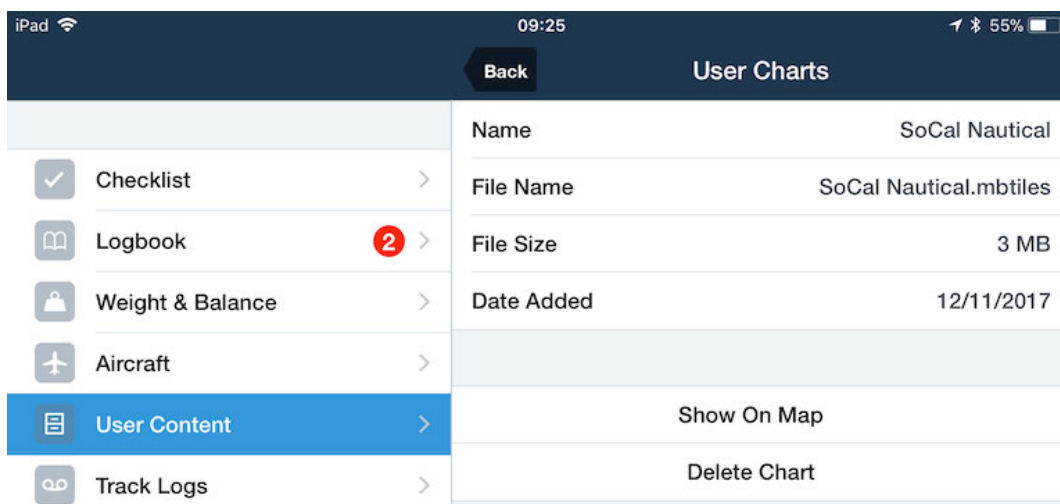 iPad 09:25 55%
Back User Charts
Name SoCal Nautical
Checklist
File Name SoCal Nautical.mbtiles
Logbook 2
File Size 3 MB
Weight & Balance
Date Added 12/11/2017
Aircraft
Show On Map
User Content
Delete Chart
Track Logs